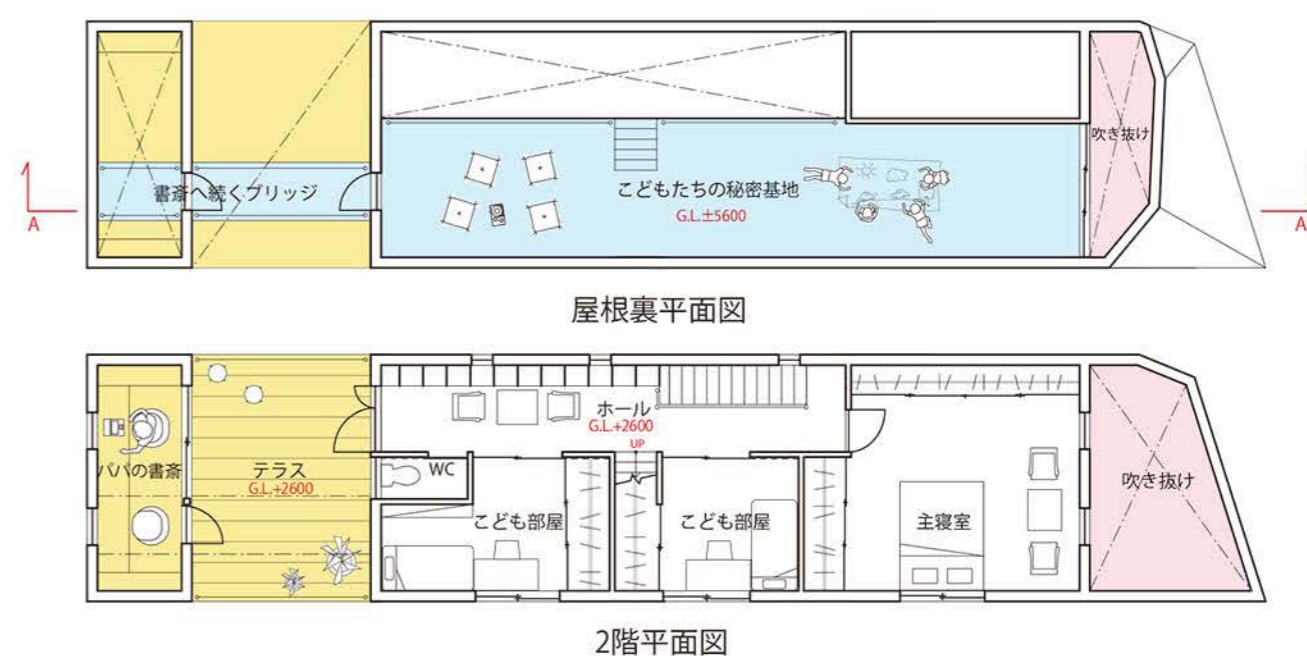 吹き抜け
書斎へ続くブリッジ
こどもたちの秘密基地
G.L.±5600
A
A
屋根裏平面図
ホール
G.L.+2600
UP
パパの書斎
テラス
G.L.+2600
WC
吹き抜け
こども部屋
こども部屋
主寝室
2階平面図